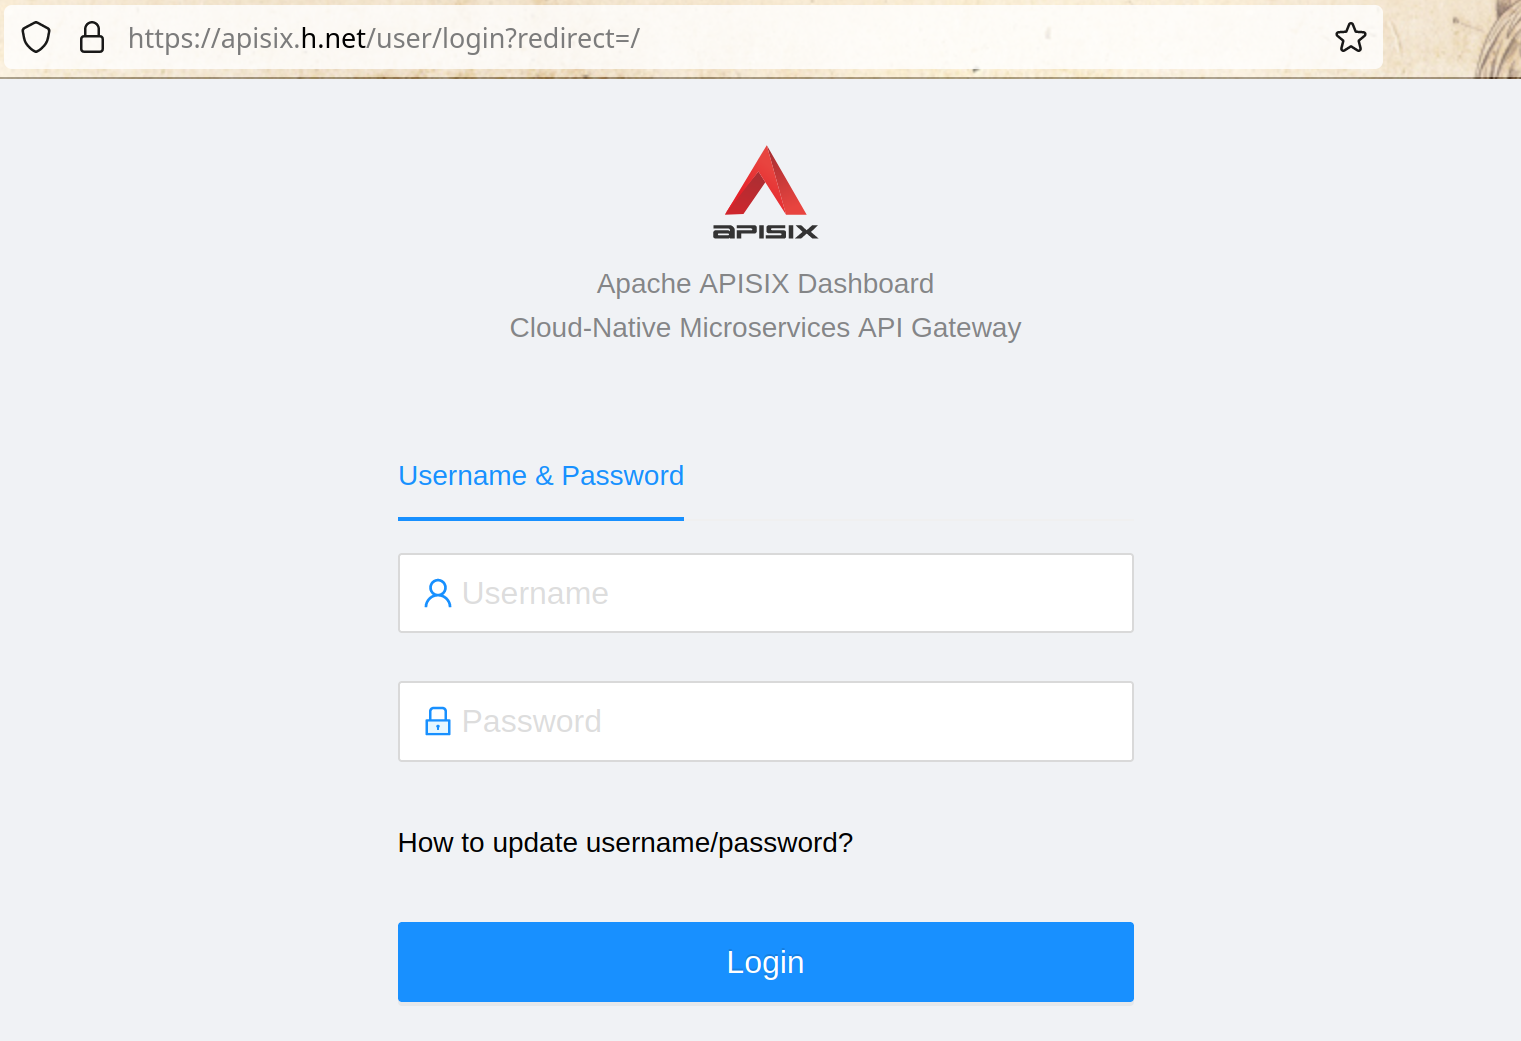 https://apisix.h.net/user/login?redirect=/
APISIX
Apache APISIX Dashboard
Cloud-Native Microservices API Gateway
Username & Password
Username
Password
How to update username/password?
Login